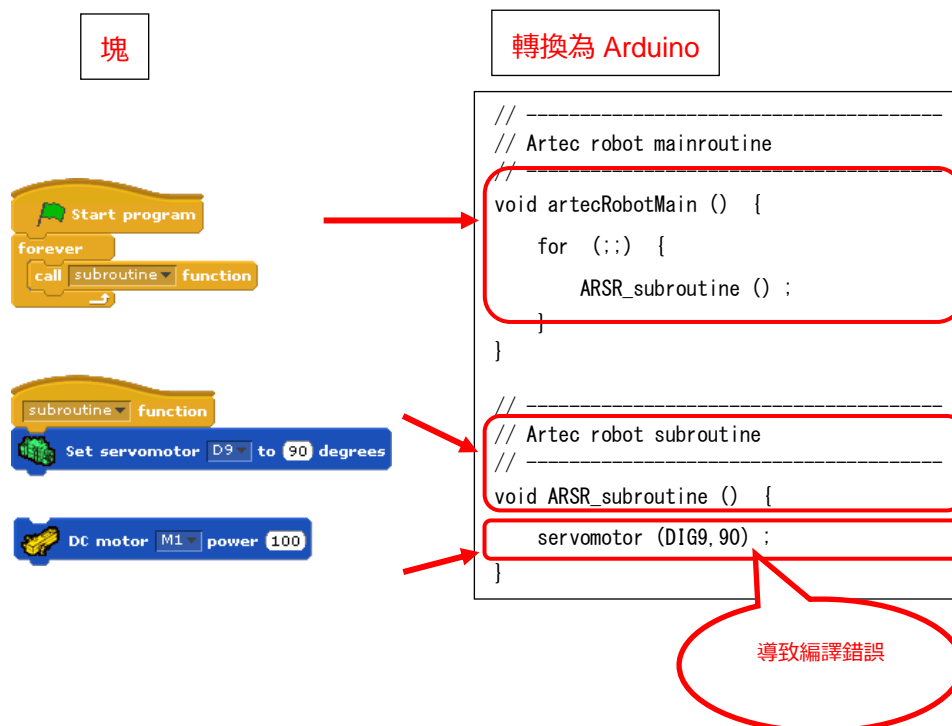 塊
轉換為 Arduino
Start program
forever
call subroutine function
subroutine function
Set servomotor D9 to 90 degrees
DC motor M1 power 100
// ----------------------------------------
// Artec robot mainroutine
// ----------------------------------------
void artecRobotMain () {
for (;;) {
ARSR_subroutine () ;
}
}
// ----------------------------------------
// Artec robot subroutine
// ----------------------------------------
void ARSR_subroutine () {
servomotor (DIG9,90) ;
}
導致編譯錯誤